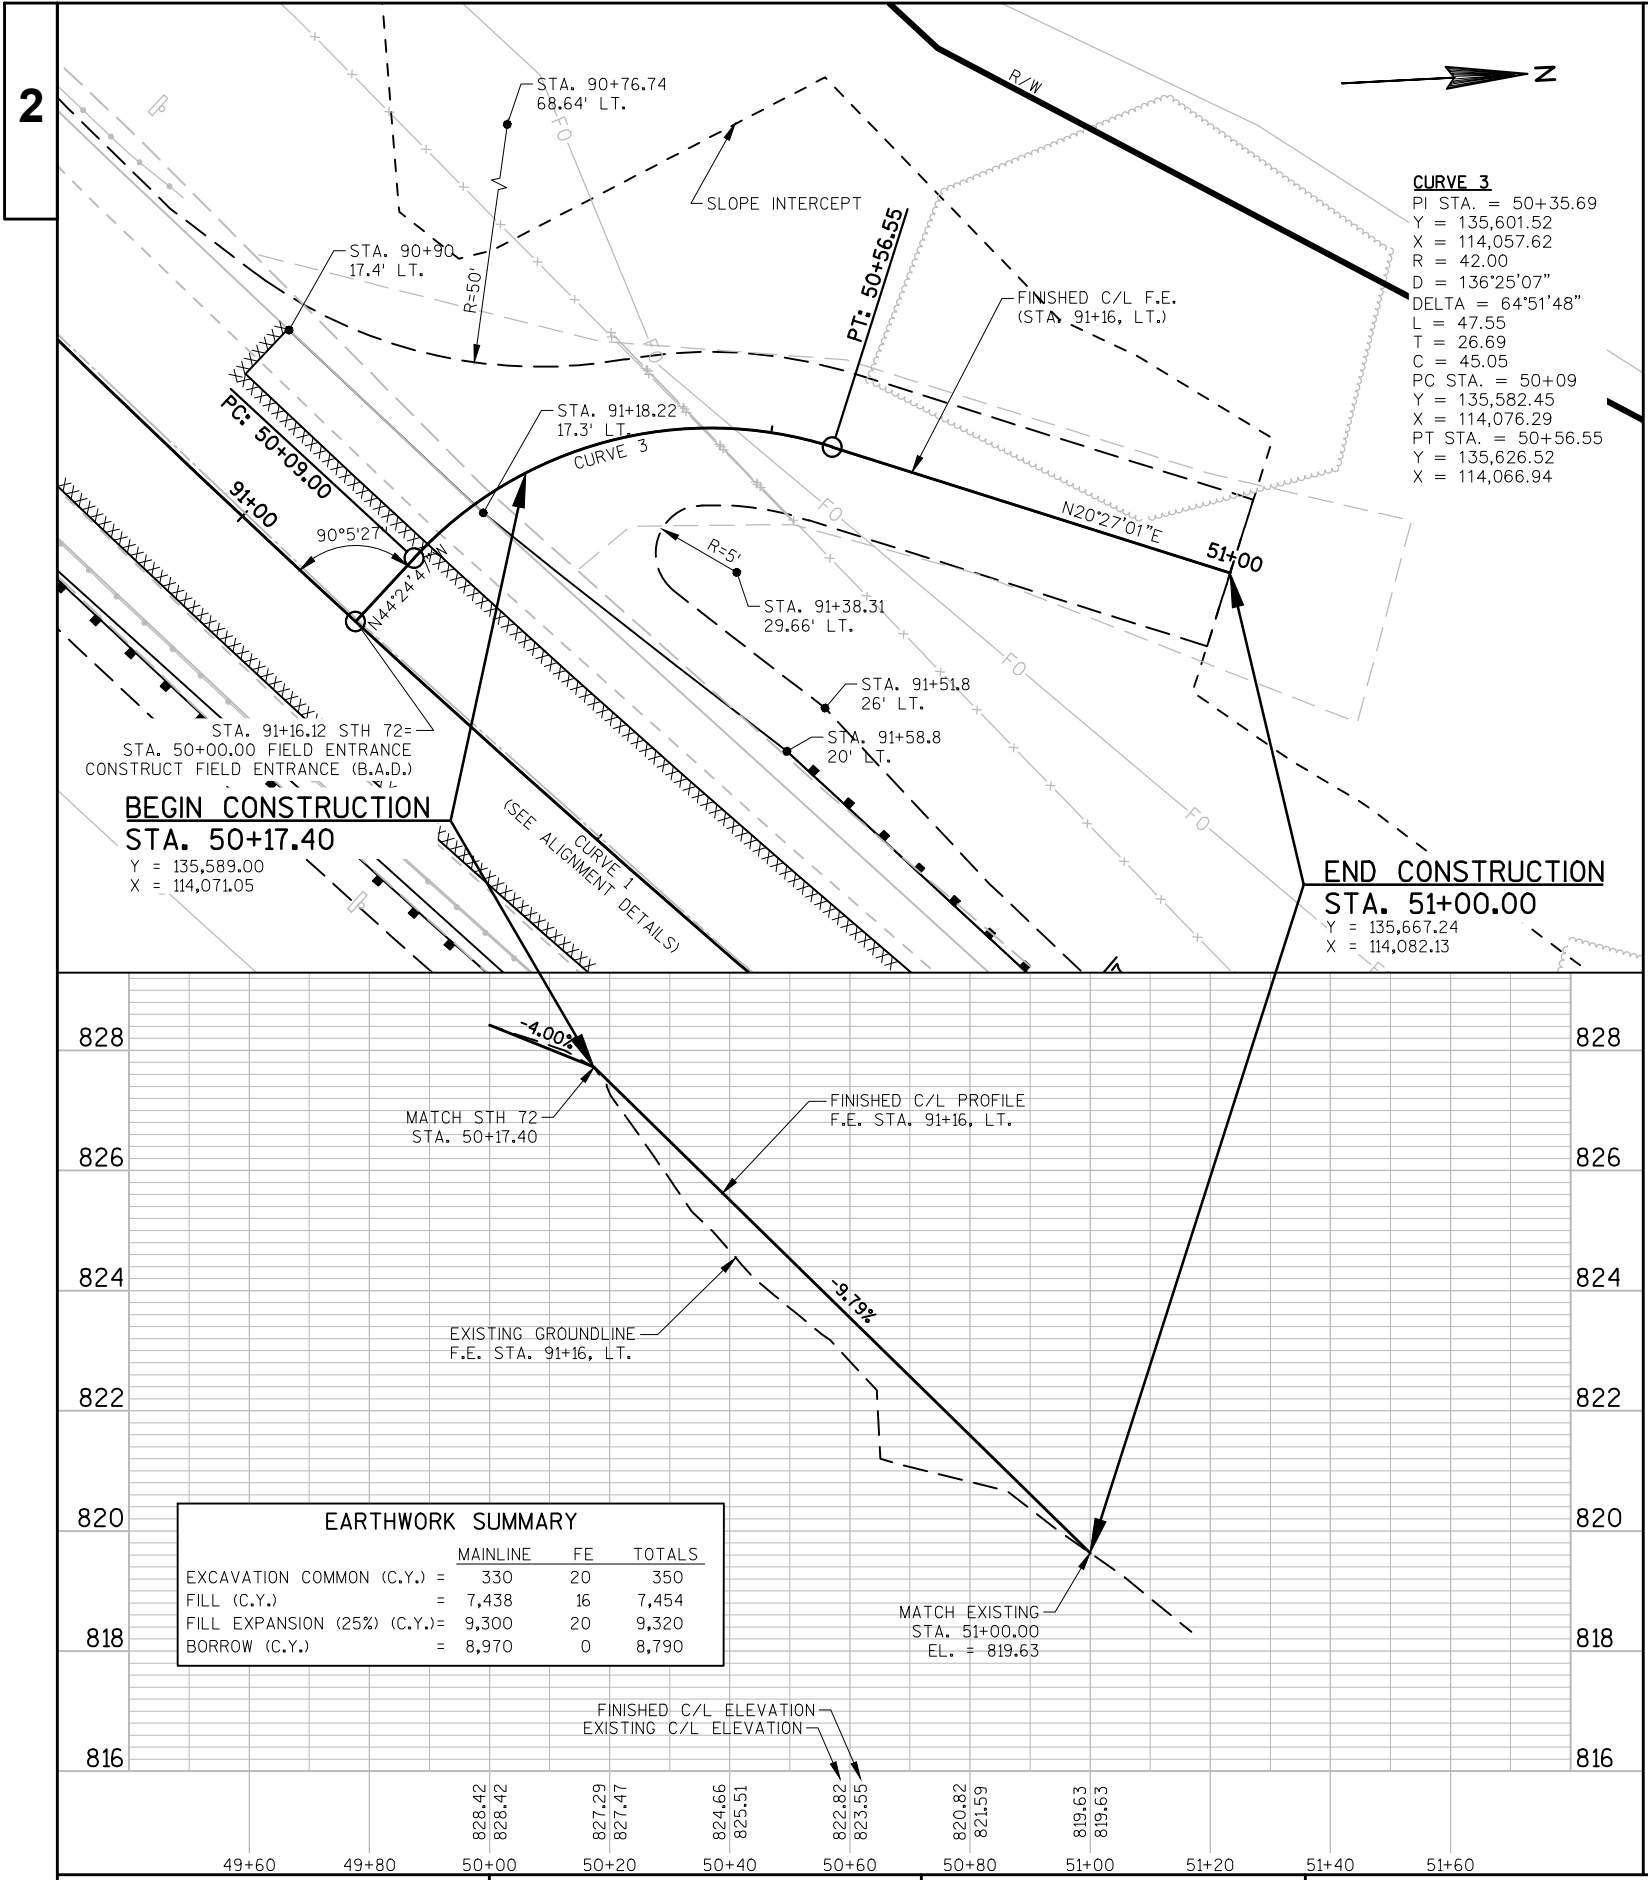 2
STA. 90+76.74
68.64' LT.
FO
R/W
N
SLOPE INTERCEPT
STA. 90+90
17.4' LT.
R=50'
PT: 50+56.55
FINISHED C/L F.E.
(STA. 91+16, LT.)
CURVE 3
PI STA. = 50+35.69
Y = 135,601.52
X = 114,057.62
R = 42.00
D = 136°25'07"
DELTA = 64°51'48"
L = 47.55
T = 26.69
C = 45.05
PC STA. = 50+09
Y = 135,582.45
X = 114,076.29
PT STA. = 50+56.55
Y = 135,626.52
X = 114,066.94
FO
PC: 50+09.00
STA. 91+18.22
17.3' LT.
CURVE 3
91+00
90°5'27"
FO
N20°27'01"E
51+00
R=5'
STA. 91+38.31
29.66' LT.
FO
STA. 91+51.8
26' LT.
STA. 91+58.8
20' LT.
STA. 91+16.12 STH 72=
STA. 50+00.00 FIELD ENTRANCE
CONSTRUCT FIELD ENTRANCE (B.A.D.)
BEGIN CONSTRUCTION
STA. 50+17.40
Y = 135,589.00
X = 114,071.05
CURVE 1
(SEE ALIGNMENT DETAILS)
FO
END CONSTRUCTION
STA. 51+00.00
Y = 135,667.24
X = 114,082.13
828
-4.00%
828
MATCH STH 72
STA. 50+17.40
FINISHED C/L PROFILE
F.E. STA. 91+16, LT.
826
826
824
824
-9.79%
EXISTING GROUNDLINE
F.E. STA. 91+16, LT.
822
822
820
820
EARTHWORK SUMMARY
MAINLINE FE TOTALS
EXCAVATION COMMON (C.Y.) = 330 20 350
FILL (C.Y.) = 7,438 16 7,454
FILL EXPANSION (25%) (C.Y.)= 9,300 20 9,320
BORROW (C.Y.) = 8,970 0 8,790
MATCH EXISTING
STA. 51+00.00
EL. = 819.63
818
818
FINISHED C/L ELEVATION
EXISTING C/L ELEVATION
816
816
828.42
828.42
827.29
827.47
824.66
825.51
822.82
823.55
820.82
821.59
819.63
819.63
49+60 49+80 50+00 50+20 50+40 50+60 50+80 51+00 51+20 51+40 51+60